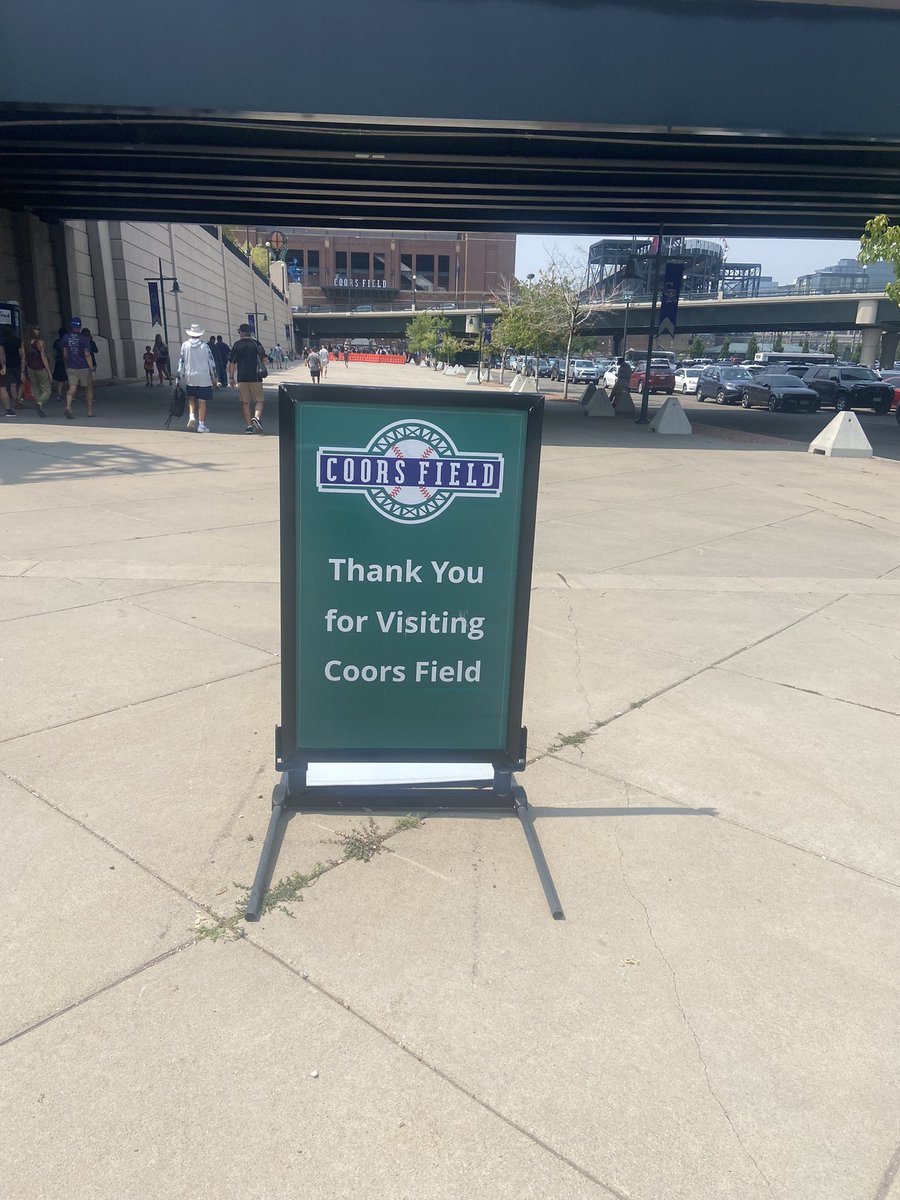 COORS FIELD
COORS FIELD
Thank You
for Visiting
Coors Field